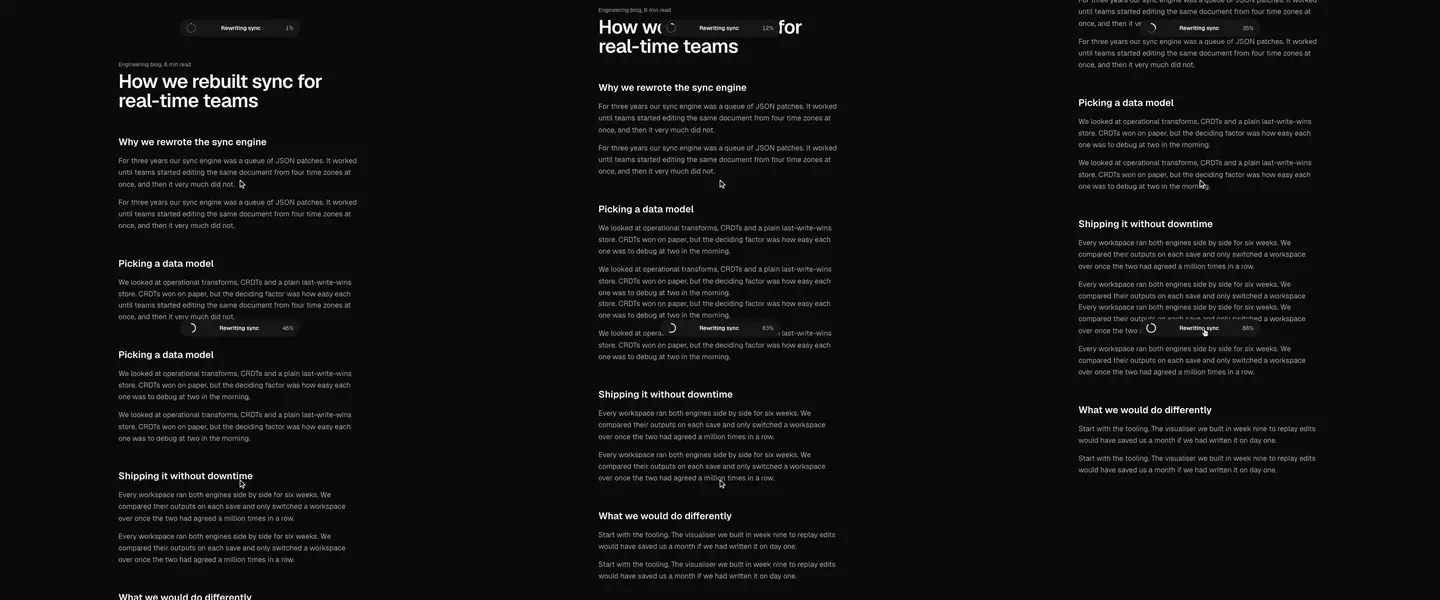 Rewriting sync 1%
Engineering blog, 8 min read
How we rebuilt sync for
real-time teams
Why we rewrote the sync engine
For three years our sync engine was a queue of JSON patches. It worked
until teams started editing the same document from four time zones at
once, and then it very much did not.
For three years our sync engine was a queue of JSON patches. It worked
until teams started editing the same document from four time zones at
once, and then it very much did not.
Picking a data model
We looked at operational transforms, CRDTs and a plain last-write-wins
store. CRDTs won on paper, but the deciding factor was how easy each
Engineering blog, 8 min read
How for
Rewriting sync 12%
real-time teams
Why we rewrote the sync engine
For three years our sync engine was a queue of JSON patches. It worked
until teams started editing the same document from four time zones at
once, and then it very much did not.
For three years our sync engine was a queue of JSON patches. It worked
until teams started editing the same document from four time zones at
once, and then it very much did not.
Picking a data model
We looked at operational transforms, CRDTs and a plain last-write-wins
store. CRDTs won on paper, but the deciding factor was how easy each
one was to debug at two in the morning.
We looked at operational transforms, CRDTs and a plain last-write-wins
store. CRDTs won on paper, but the deciding factor was how easy each
one was to debug at two in the morning.
until teams started editing the same document from four time zones at
once, and then it
Rewriting sync 35%
For three years our sync engine was a queue of JSON patches. It worked
until teams started editing the same document from four time zones at
once, and then it very much did not.
Picking a data model
We looked at operational transforms, CRDTs and a plain last-write-wins
store. CRDTs won on paper, but the deciding factor was how easy each
one was to debug at two in the morning.
We looked at operational transforms, CRDTs and a plain last-write-wins
store. CRDTs won on paper, but the deciding factor was how easy each
one was to debug at two in the morning.
Shipping it without downtime
Every workspace ran both engines side by side for six weeks. We
compared their outputs on each save and only switched a workspace
over once the two had agreed a million times in a row.
Every workspace ran both engines side by side for six weeks. We
compared their outputs on each save and only switched a workspace
until teams started editing the same document from four time zones at
once, and then it very much did not.
Rewriting sync 46%
Picking a data model
We looked at operational transforms, CRDTs and a plain last-write-wins
store. CRDTs won on paper, but the deciding factor was how easy each
one was to debug at two in the morning.
We looked at operational transforms, CRDTs and a plain last-write-wins
store. CRDTs won on paper, but the deciding factor was how easy each
one was to debug at two in the morning.
Shipping it without downtime
Every workspace ran both engines side by side for six weeks. We
compared their outputs on each save and only switched a workspace
over once the two had agreed a million times in a row.
Every workspace ran both engines side by side for six weeks. We
compared their outputs on each save and only switched a workspace
over once the two had agreed a million times in a row.
What we would do differently
store. CRDTs won on paper, but the deciding factor was how easy each
one was to debug at two in the morning.
Rewriting sync 63%
We looked at last-write-wins
store. CRDTs won on paper, but the deciding factor was how easy each
one was to debug at two in the morning.
Shipping it without downtime
Every workspace ran both engines side by side for six weeks. We
compared their outputs on each save and only switched a workspace
over once the two had agreed a million times in a row.
Every workspace ran both engines side by side for six weeks. We
compared their outputs on each save and only switched a workspace
over once the two had agreed a million times in a row.
What we would do differently
Start with the tooling. The visualiser we built in week nine to replay edits
would have saved us a month if we had written it on day one.
Start with the tooling. The visualiser we built in week nine to replay edits
would have saved us a month if we had written it on day one.
Every workspace ran both engines side by side for six weeks. We
compared their outputs on each save and only switched a workspace
over once the two
Rewriting sync 88%
Every workspace ran both engines side by side for six weeks. We
compared their outputs on each save and only switched a workspace
over once the two had agreed a million times in a row.
What we would do differently
Start with the tooling. The visualiser we built in week nine to replay edits
would have saved us a month if we had written it on day one.
Start with the tooling. The visualiser we built in week nine to replay edits
would have saved us a month if we had written it on day one.